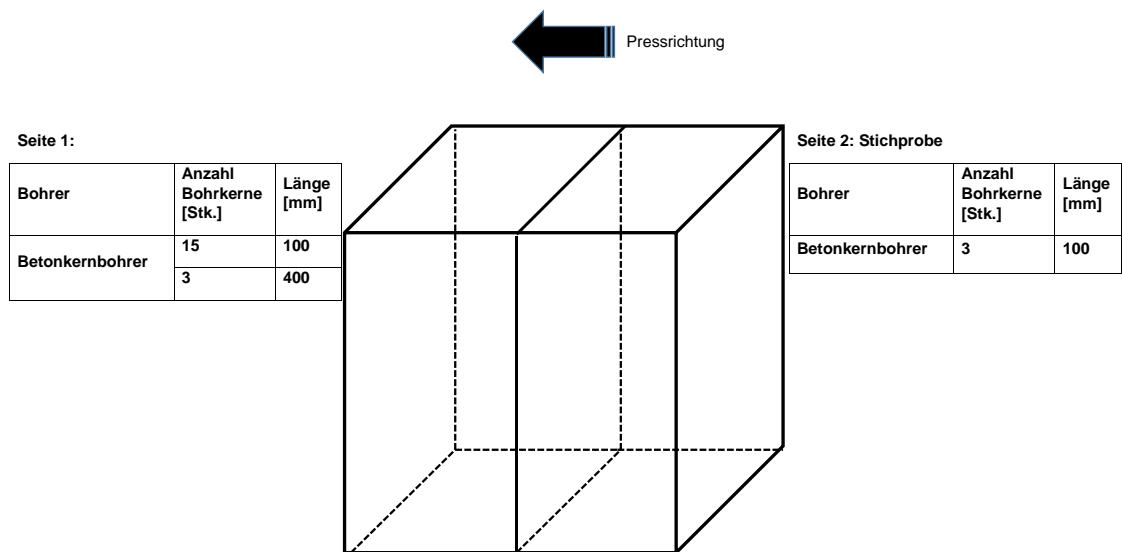 Pressrichtung
Seite 1:
Bohrer
Anzahl
Bohrkerne
[Stk.]
Länge
[mm]
Betonkernbohrer
15
100
3
400
Seite 2: Stichprobe
Bohrer
Anzahl
Bohrkerne
[Stk.]
Länge
[mm]
Betonkernbohrer
3
100